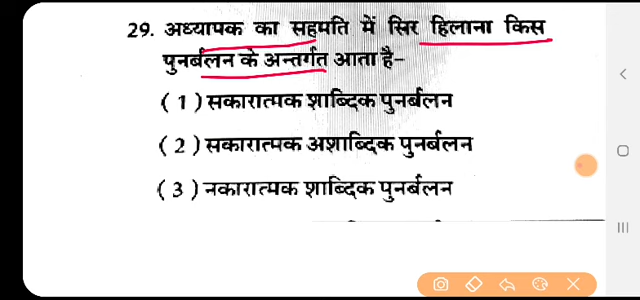 29. अध्यापक का सहमति में सिर हिलाना किस
पुनर्बलन के अन्तर्गत आता है–
( 1 ) सकारात्मक शाब्दिक पुनर्बलन
( 2 ) सकारात्मक अशाब्दिक पुनर्बलन
( 3 ) नकारात्मक शाब्दिक पुनर्बलन